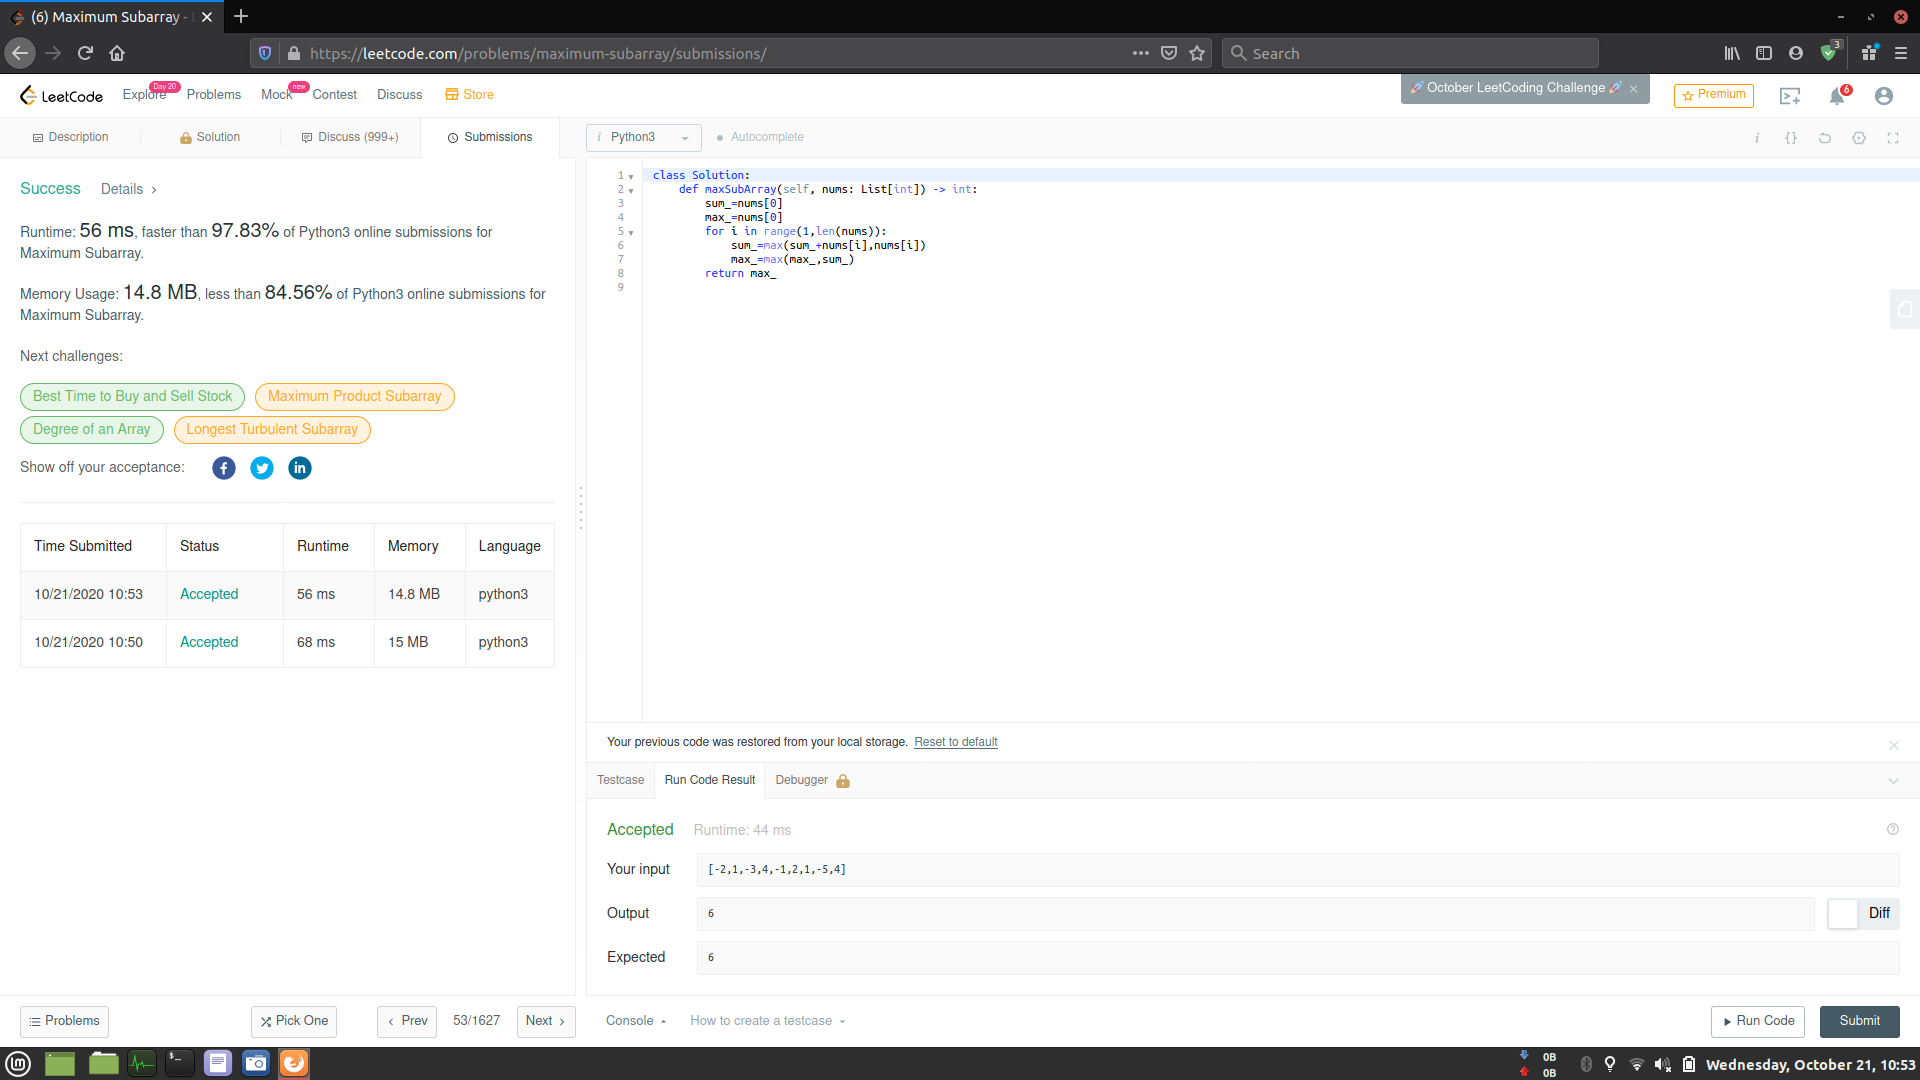 (6) Maximum Subarray -
https://leetcode.com/problems/maximum-subarray/submissions/
Search
3
LeetCode
Explore
Day 20
Problems
Mock
new
Contest
Discuss
Store
October LeetCoding Challenge
Premium
6
Description
Solution
Discuss (999+)
Submissions
i Python3
Autocomplete
i {}
Success Details >
Runtime: 56 ms, faster than 97.83% of Python3 online submissions for
Maximum Subarray.
Memory Usage: 14.8 MB, less than 84.56% of Python3 online submissions for
Maximum Subarray.
Next challenges:
Best Time to Buy and Sell Stock
Maximum Product Subarray
Degree of an Array
Longest Turbulent Subarray
Show off your acceptance:
Time Submitted Status Runtime Memory Language
10/21/2020 10:53 Accepted 56 ms 14.8 MB python3
10/21/2020 10:50 Accepted 68 ms 15 MB python3
1 class Solution:
2 def maxSubArray(self, nums: List[int]) -> int:
3 sum_=nums[0]
4 max_=nums[0]
5 for i in range(1,len(nums)):
6 sum_=max(sum_+nums[i],nums[i])
7 max_=max(max_,sum_)
8 return max_
9
Your previous code was restored from your local storage. Reset to default
Testcase Run Code Result Debugger
Accepted Runtime: 44 ms
Your input [-2,1,-3,4,-1,2,1,-5,4]
Output 6 Diff
Expected 6
Problems
Pick One
< Prev
53/1627
Next >
Console
How to create a testcase
Run Code
Submit
0B
0B
Wednesday, October 21, 10:53